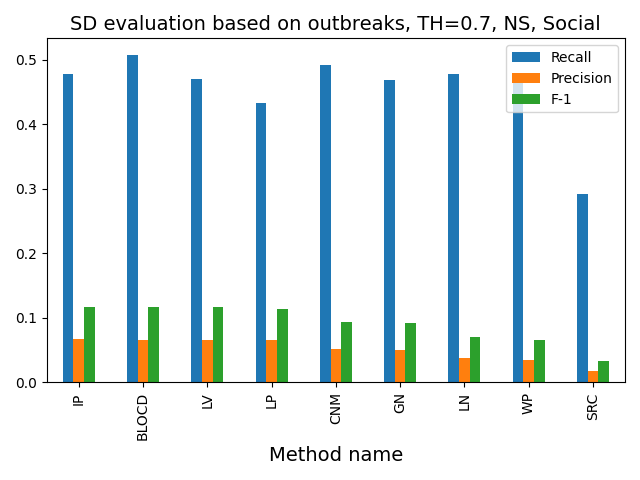 SD evaluation based on outbreaks, TH=0.7, NS, Social
Recall
Precision
F-1
0.5
0.4
0.3
0.2
0.1
0.0
IP
BLOCD
LV
LP
CNM
GN
LN
WP
SRC
Method name